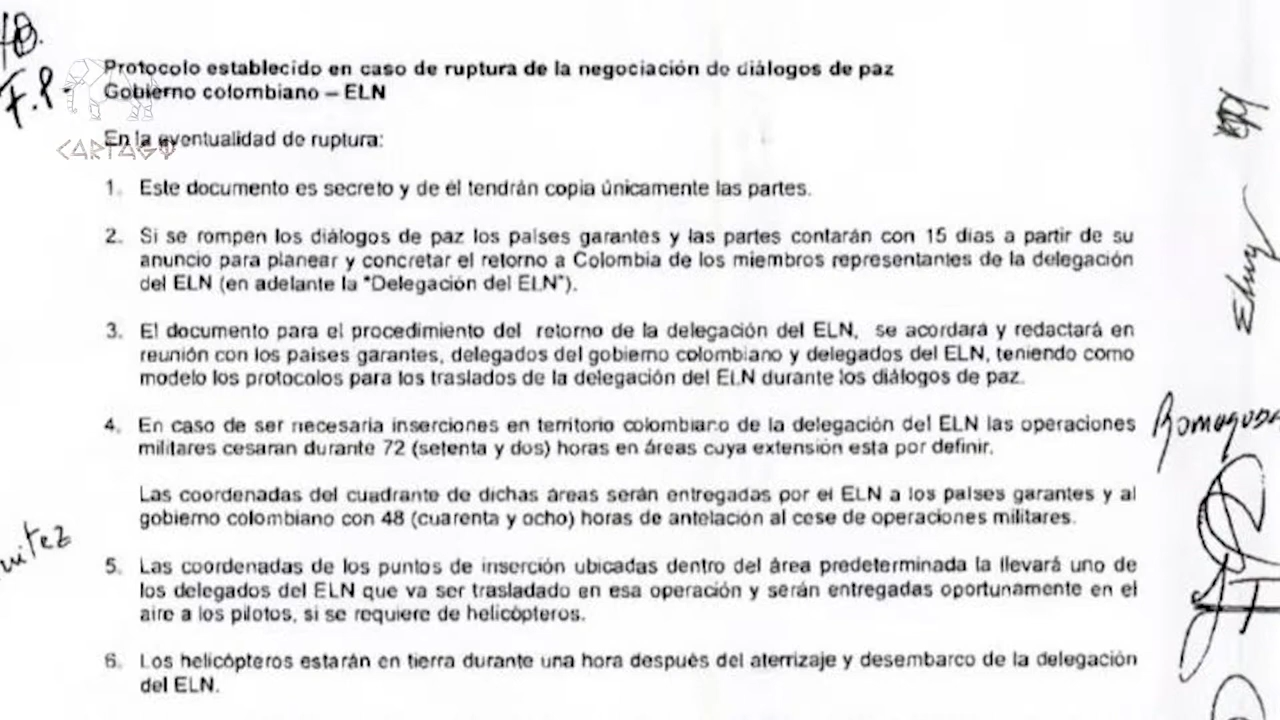 F.P.
Protocolo establecido en caso de ruptura de la negociación de diálogos de paz
Gobierno colombiano – ELN
En la eventualidad de ruptura:
CARTAGO
1. Este documento es secreto y de él tendrán copia únicamente las partes.
2. Si se rompen los diálogos de paz los países garantes y las partes contarán con 15 días a partir de su
anuncio para planear y concretar el retorno a Colombia de los miembros representantes de la delegación
del ELN (en adelante la "Delegación del ELN").
3. El documento para el procedimiento del retorno de la delegación del ELN, se acordará y redactará en
reunión con los países garantes, delegados del gobierno colombiano y delegados del ELN, teniendo como
modelo los protocolos para los traslados de la delegación del ELN durante los diálogos de paz.
4. En caso de ser necesaria inserciones en territorio colombiano de la delegación del ELN las operaciones
militares cesaran durante 72 (setenta y dos) horas en áreas cuya extensión esta por definir.
Las coordenadas del cuadrante de dichas áreas serán entregadas por el ELN a los países garantes y al
gobierno colombiano con 48 (cuarenta y ocho) horas de antelación al cese de operaciones militares.
5. Las coordenadas de los puntos de inserción ubicadas dentro del área predeterminada la llevará uno de
los delegados del ELN que va ser trasladado en esa operación y serán entregadas oportunamente en el
aire a los pilotos, si se requiere de helicópteros.
6. Los helicópteros estarán en tierra durante una hora después del aterrizaje y desembarco de la delegación
del ELN.